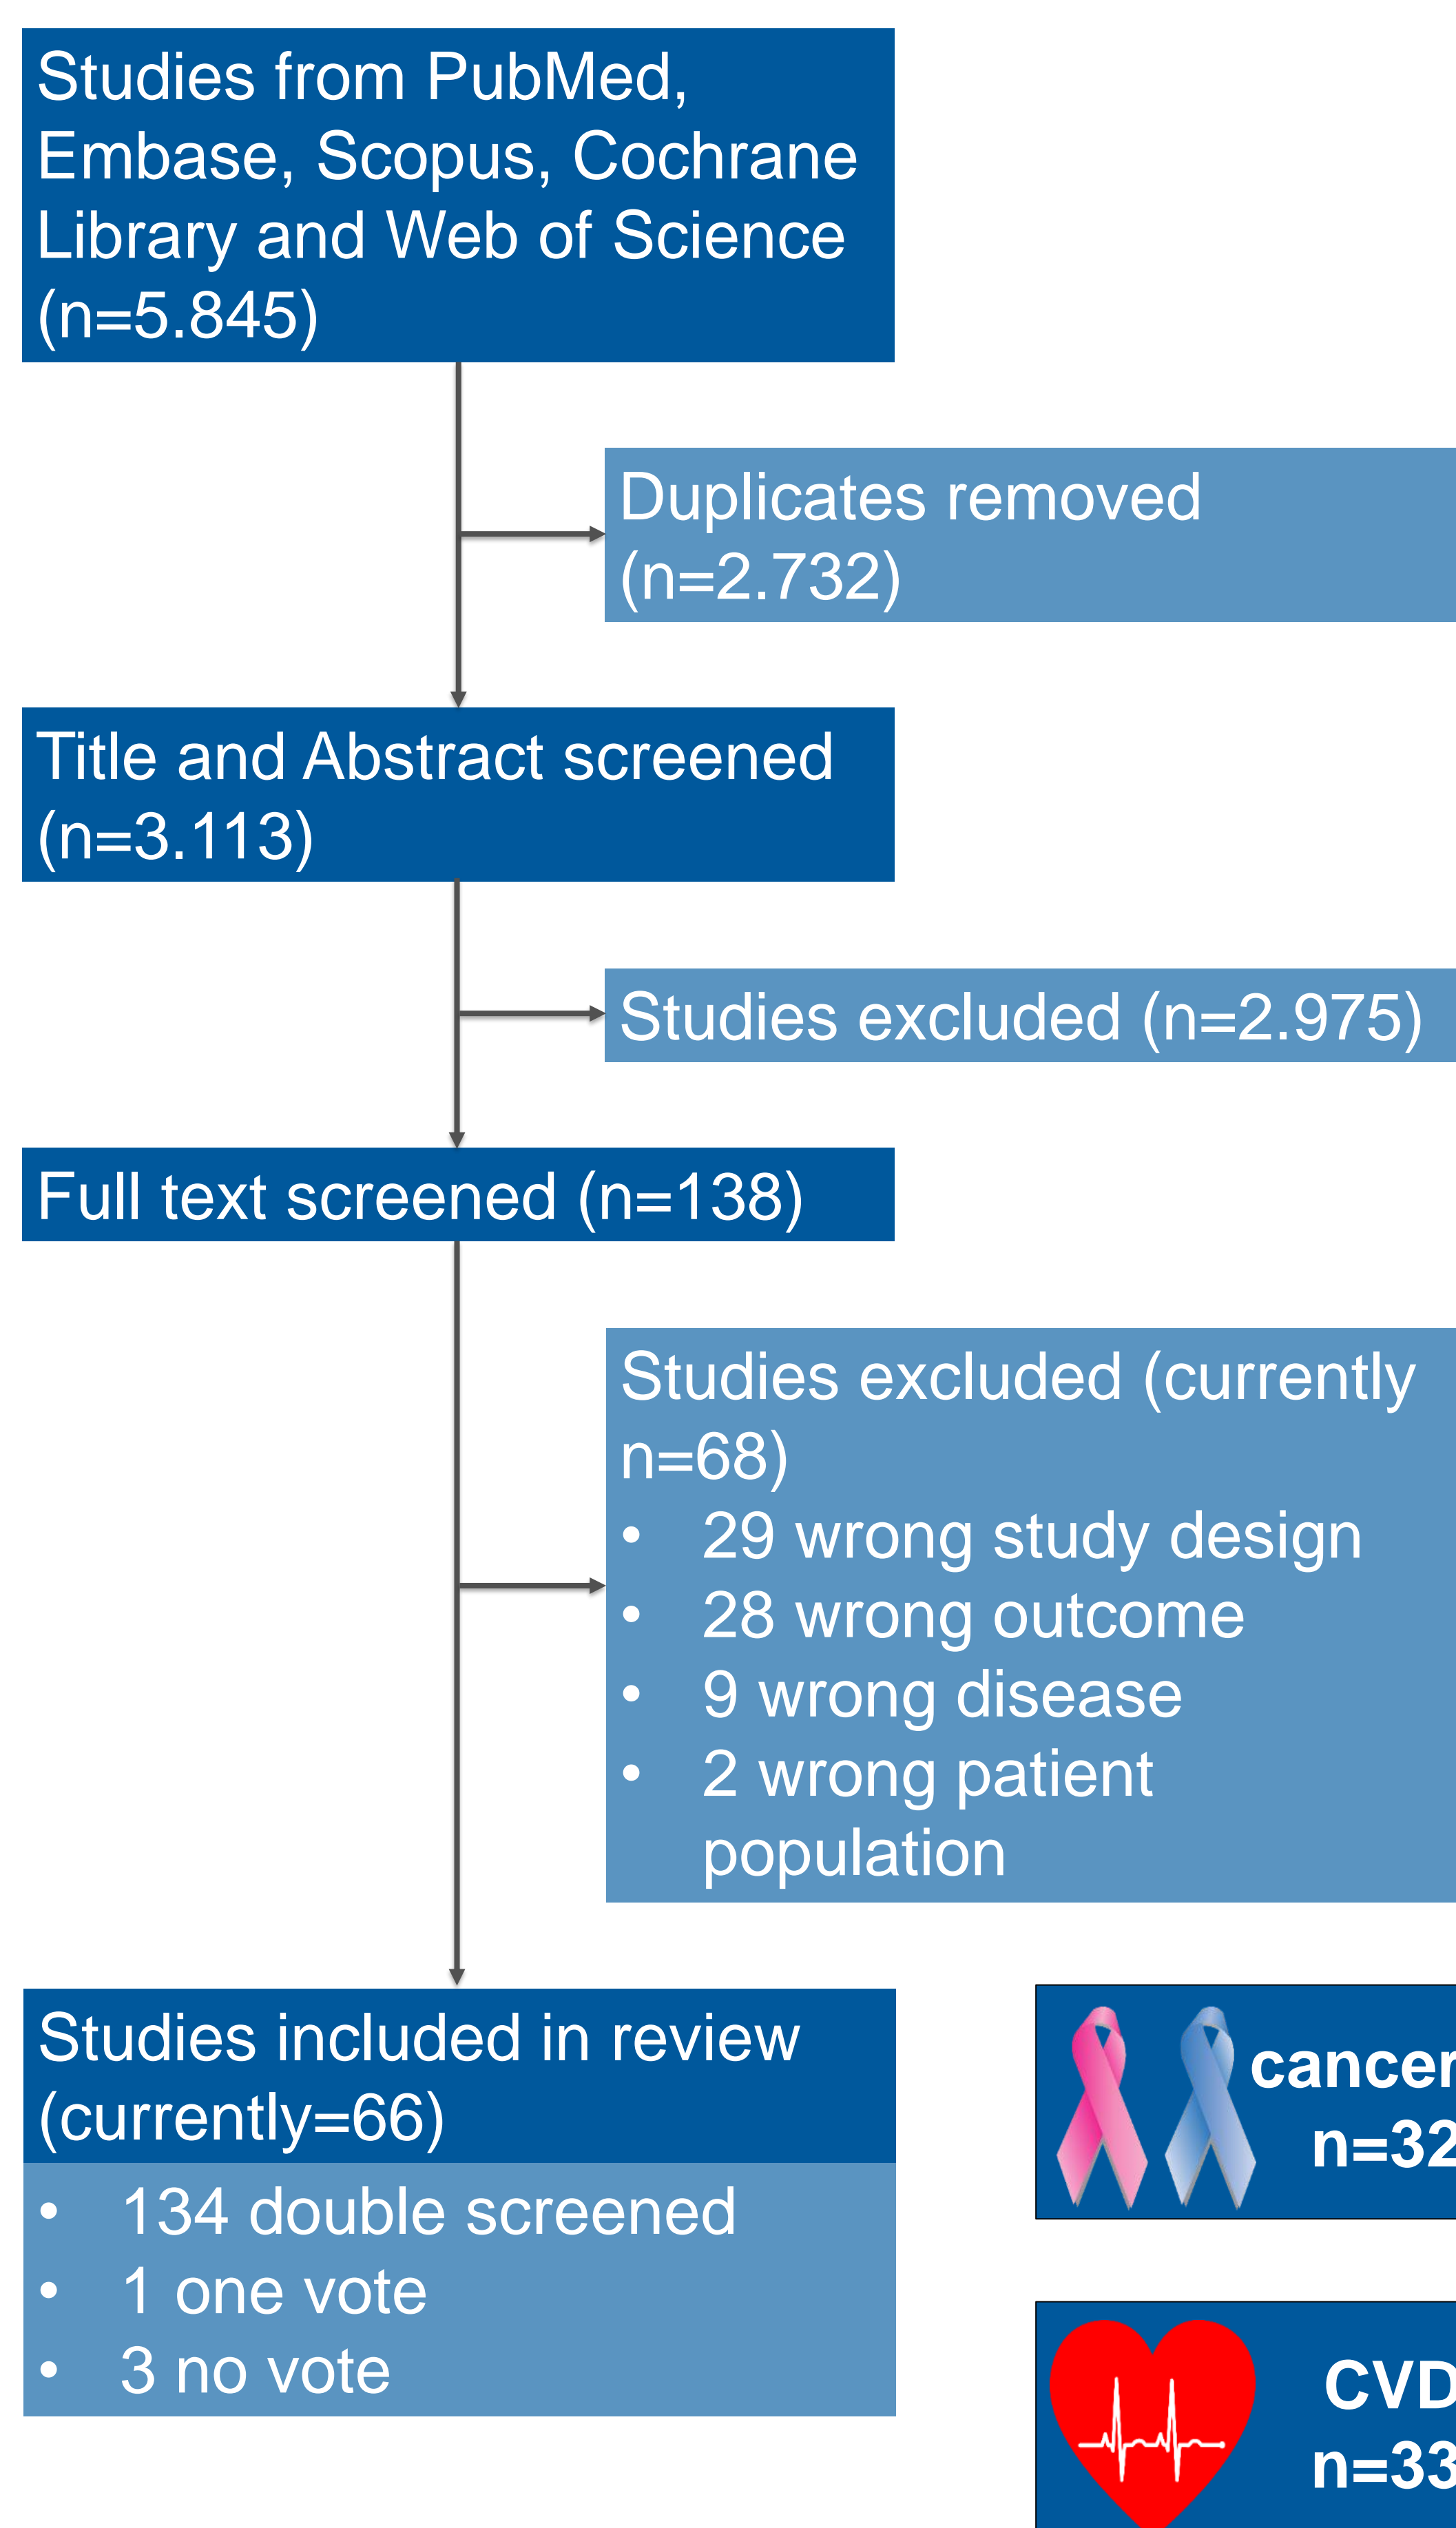 Studies from PubMed,
Embase, Scopus, Cochrane
Library and Web of Science
(n=5.845)
Duplicates removed
(n=2.732)
Title and Abstract screened
(n=3.113)
Studies excluded (n=2.975)
Full text screened (n=138)
Studies excluded (currently
n=68)
• 29 wrong study design
• 28 wrong outcome
• 9 wrong disease
• 2 wrong patient
population
Studies included in review
(currently=66)
• 134 double screened
• 1 one vote
• 3 no vote
cancer
n=32
CVD
n=33